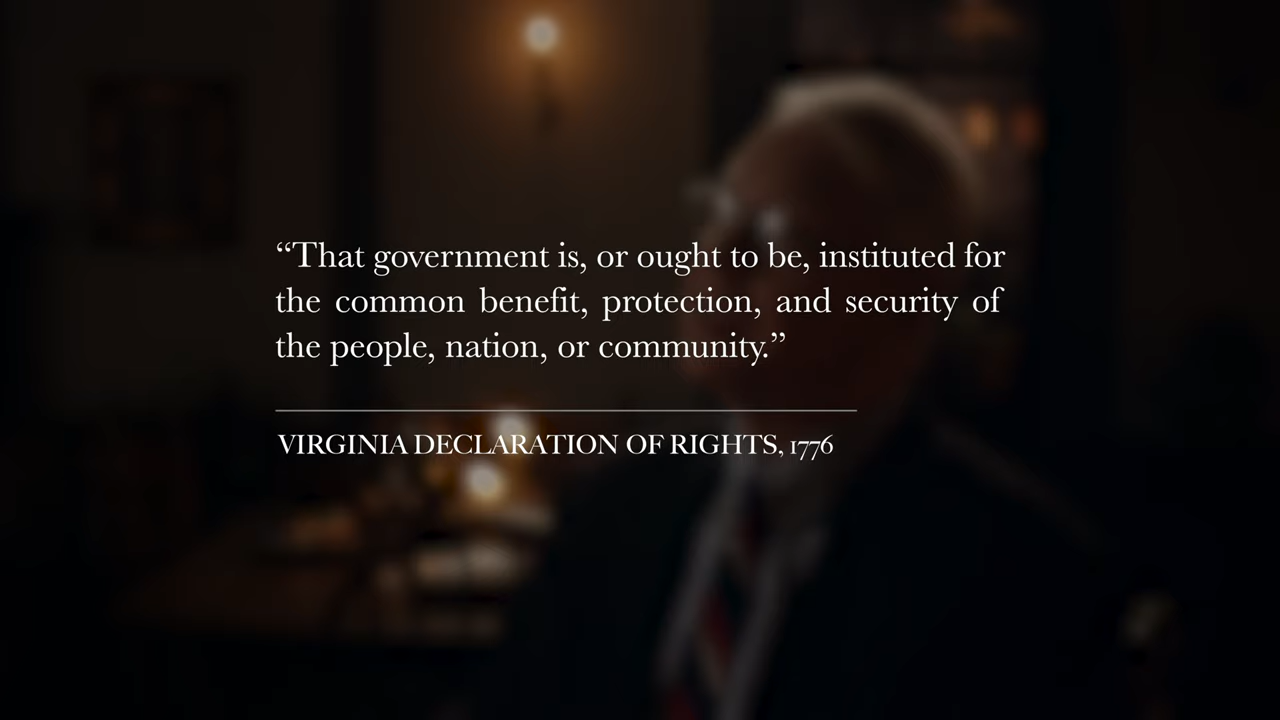 “That government is, or ought to be, instituted for
the common benefit, protection, and security of
the people, nation, or community.”
VIRGINIA DECLARATION OF RIGHTS, 1776